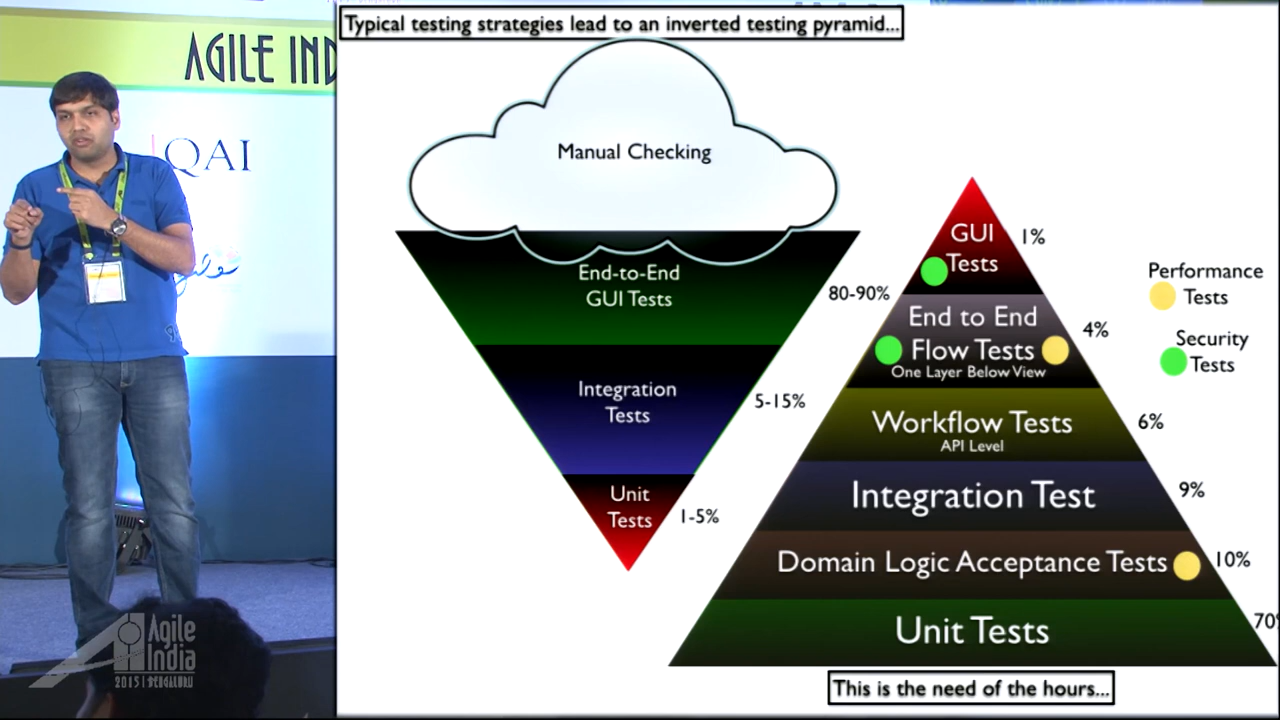 Typical testing strategies lead to an inverted testing pyramid...
AGILE IND
QAI
Manual Checking
End-to-End
GUI Tests
80-90%
Integration
Tests
5-15%
Unit
Tests
1-5%
GUI
Tests
1%
End to End
Flow Tests
One Layer Below View
4%
Workflow Tests
API Level
6%
Integration Test
9%
Domain Logic Acceptance Tests
10%
Unit Tests
70%
Performance
Tests
Security
Tests
This is the need of the hours...
Agile
India
2015 | BENGALURU